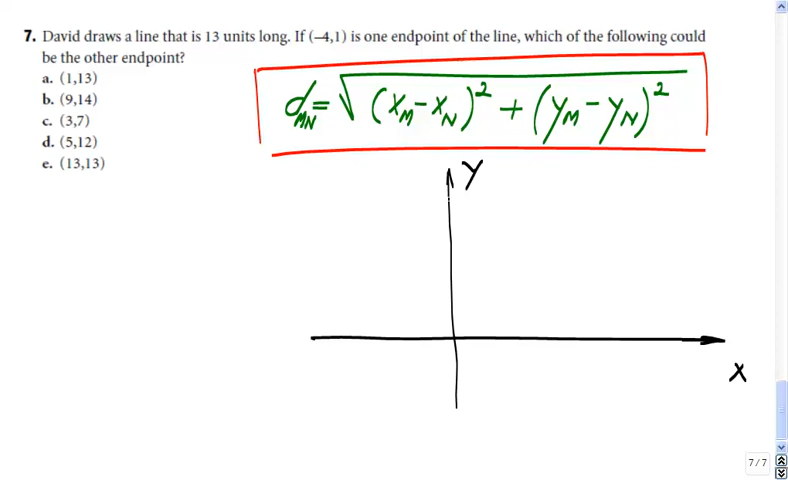 7. David draws a line that is 13 units long. If (–4,1) is one endpoint of the line, which of the following could
be the other endpoint?
a. (1,13)
b. (9,14)
c. (3,7)
d. (5,12)
e. (13,13)
d_MN = √(x_M - x_N)² + (y_M - y_N)²
Y
X
7/7